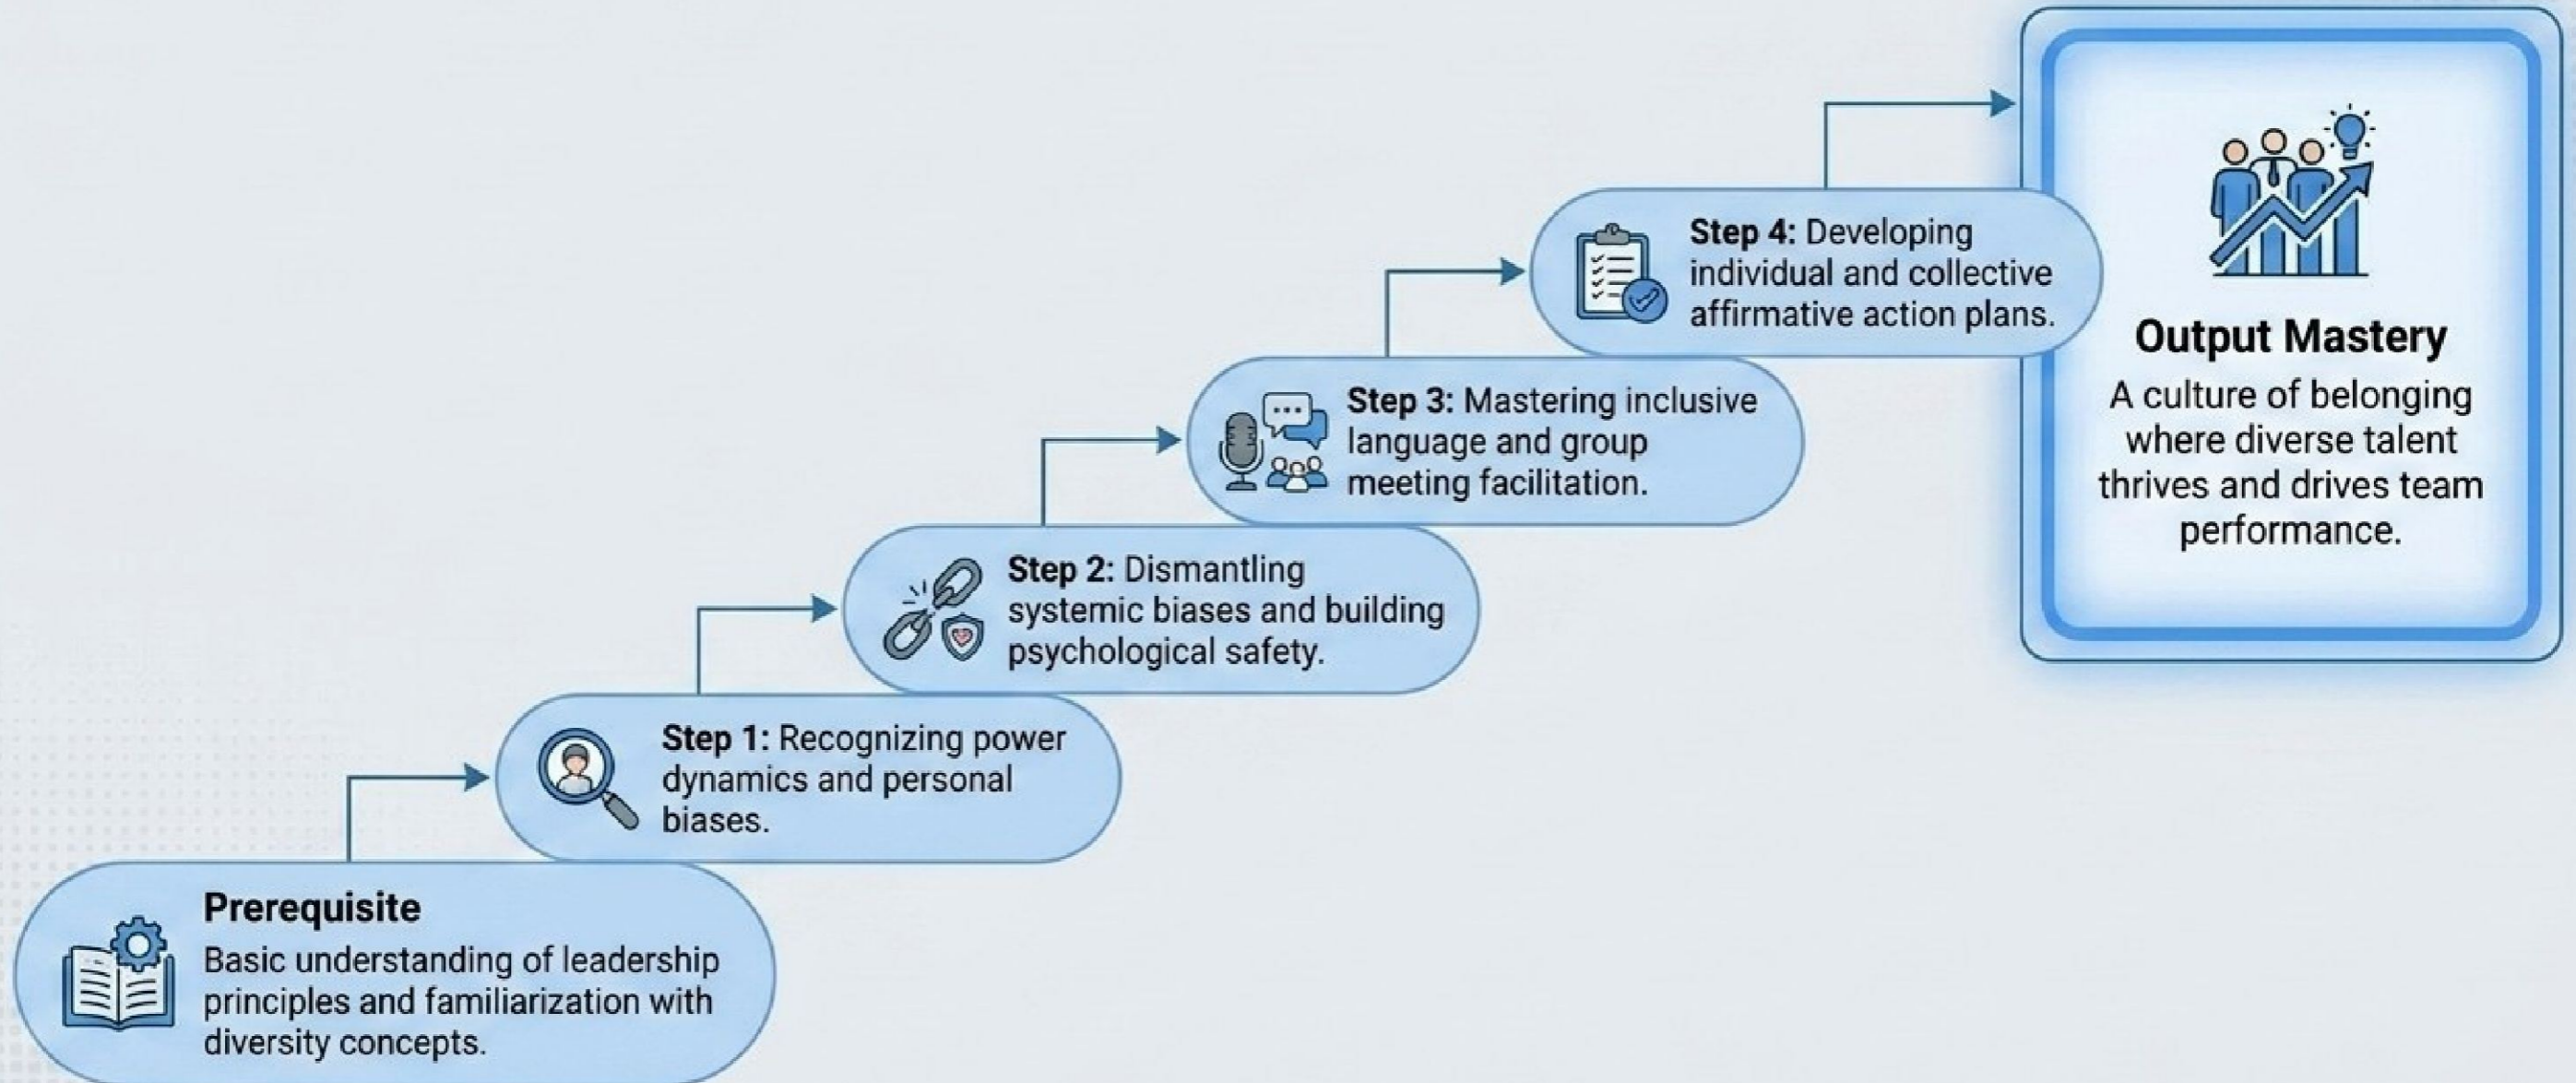 Prerequisite
Basic understanding of leadership
principles and familiarization with
diversity concepts.
Step 1: Recognizing power
dynamics and personal
biases.
Step 2: Dismantling
systemic biases and building
psychological safety.
Step 3: Mastering inclusive
language and group
meeting facilitation.
Step 4: Developing
individual and collective
affirmative action plans.
Output Mastery
A culture of belonging
where diverse talent
thrives and drives team
performance.